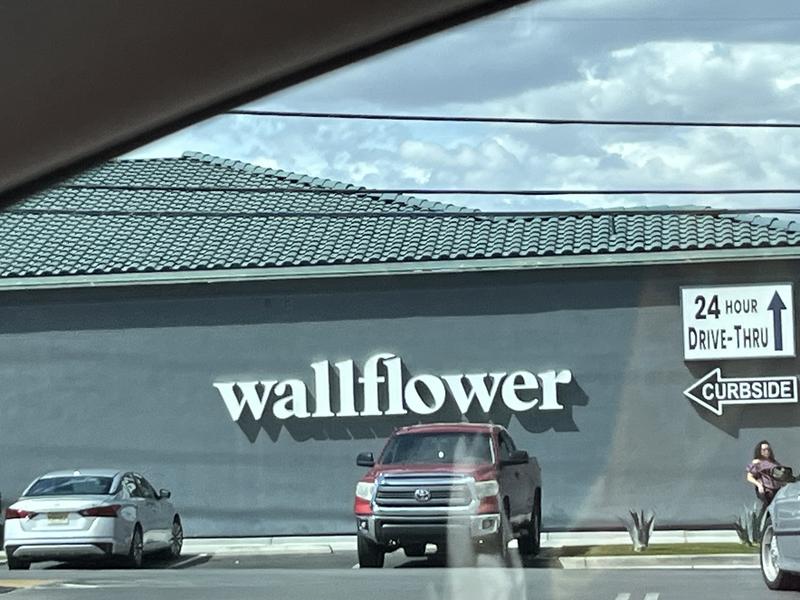 wallflower
24 HOUR
DRIVE-THRU
CURBSIDE